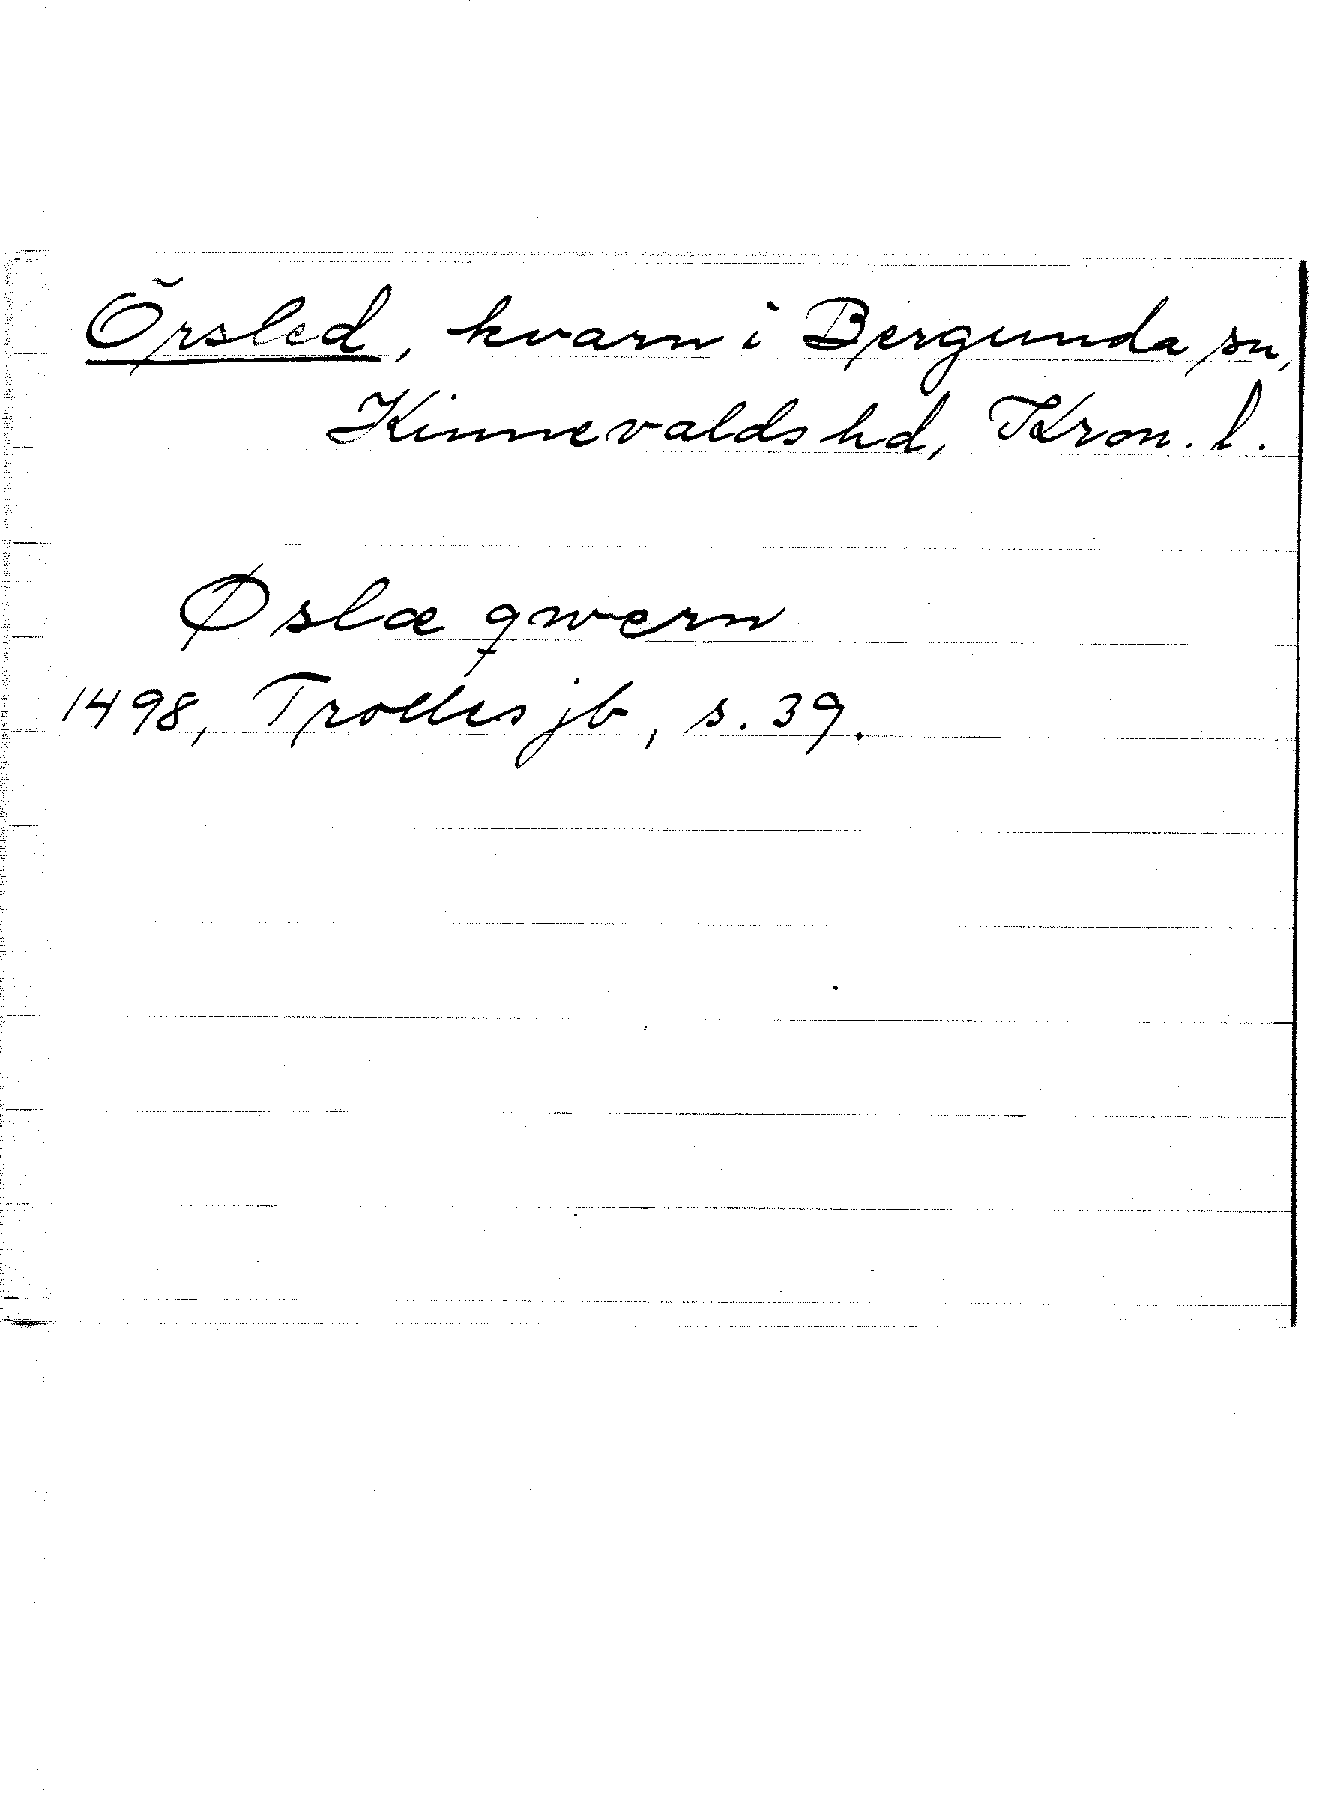 Örsled, kvarn i Bergunda sn,
Kinnevalds hd, Kron. l.
Øslæ qwern
1498, Trolles jb, s. 39.